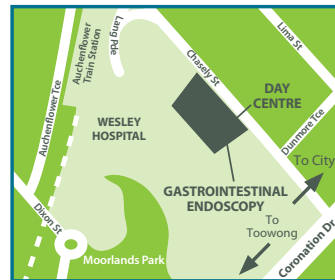 Auchenflower
Train Station
Lang Pde
Lima St
Chasely St
Auchenflower Tce
DAY
CENTRE
WESLEY
HOSPITAL
Dunmore Tce
To City
GASTROINTESTINAL
ENDOSCOPY
Dixon St
To
Toowong
Coronation Dr
Moorlands Park